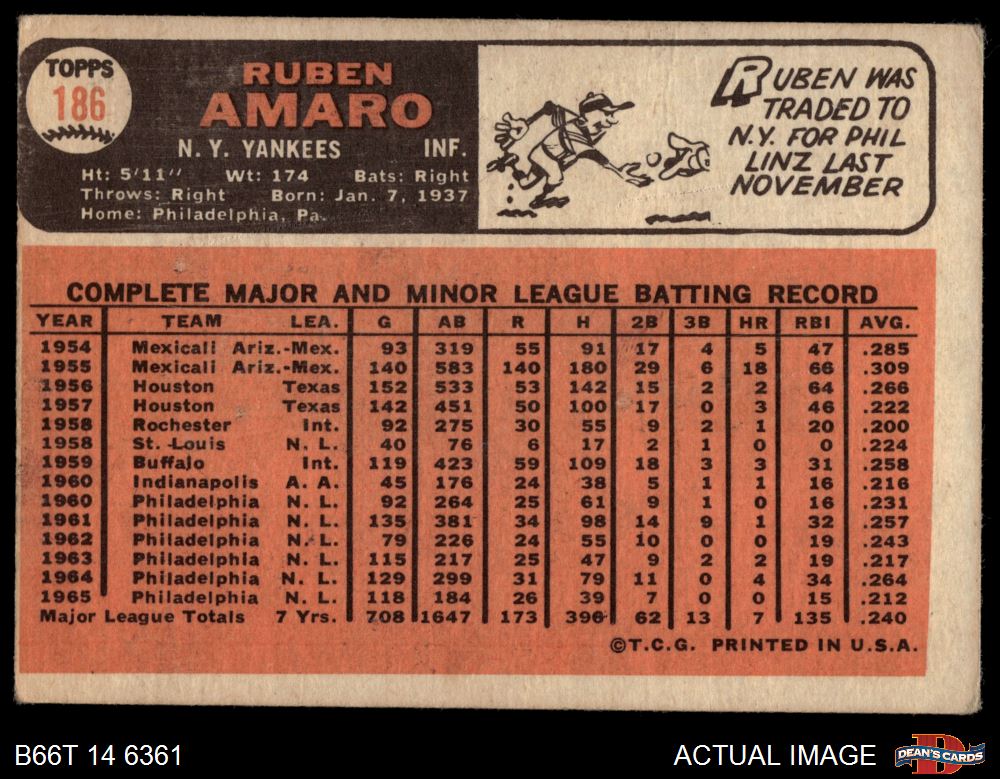 TOPPS
186
RUBEN
AMARO
N. Y. YANKEES INF.
Ht: 5'11" Wt: 174 Bats: Right
Throws: Right Born: Jan. 7, 1937
Home: Philadelphia, Pa.
RUBEN WAS
TRADED TO
N.Y. FOR PHIL
LINZ LAST
NOVEMBER
COMPLETE MAJOR AND MINOR LEAGUE BATTING RECORD
YEAR TEAM LEA. G AB R H 2B 3B HR RBI AVG.
1954 Mexicali Ariz.-Mex. 93 319 55 91 17 4 5 47 .285
1955 Mexicali Ariz.-Mex. 140 583 140 180 29 6 18 66 .309
1956 Houston Texas 152 533 53 142 15 2 2 64 .266
1957 Houston Texas 142 451 50 100 17 0 3 46 .222
1958 Rochester Int. 92 275 30 55 9 2 1 20 .200
1958 St. Louis N. L. 40 76 6 17 2 1 0 0 .224
1959 Buffalo Int. 119 423 59 109 18 3 3 31 .258
1960 Indianapolis A. A. 45 176 24 38 5 1 1 16 .216
1960 Philadelphia N. L. 92 264 25 61 9 1 0 16 .231
1961 Philadelphia N. L. 135 381 34 98 14 9 1 32 .257
1962 Philadelphia N. L. 79 226 24 55 10 0 0 19 .243
1963 Philadelphia N. L. 115 217 25 47 9 2 2 19 .217
1964 Philadelphia N. L. 129 299 31 79 11 0 4 34 .264
1965 Philadelphia N. L. 118 184 26 39 7 0 0 15 .212
Major League Totals 7 Yrs. 708 1647 173 396 62 13 7 135 .240
©T.C.G. PRINTED IN U.S.A.
B66T 14 6361 ACTUAL IMAGE DEAN'S CARDS